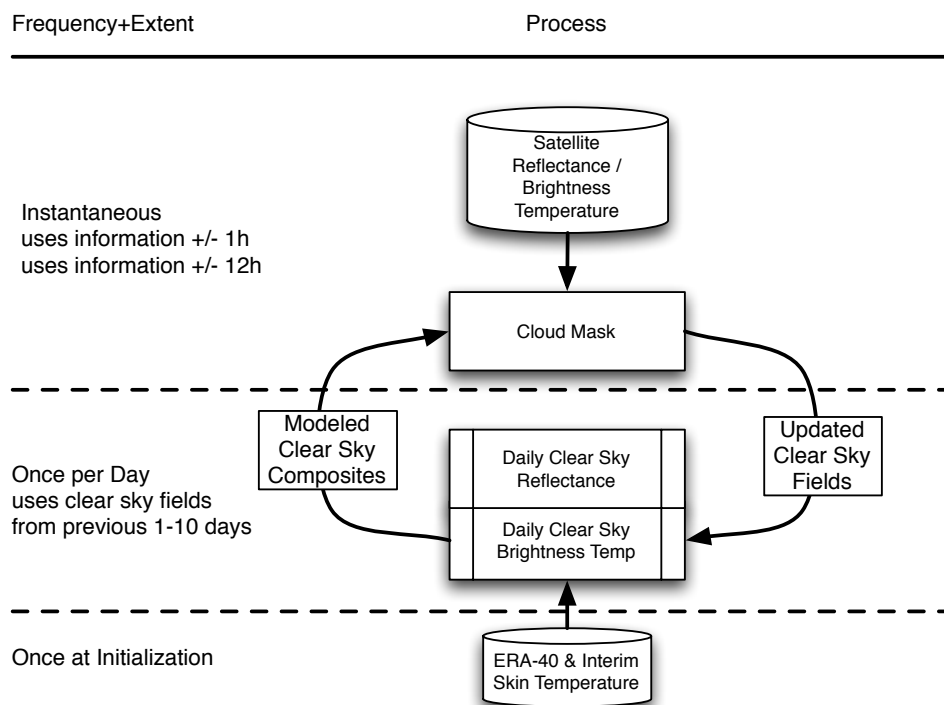 Frequency+Extent
Process
Satellite
Reflectance /
Brightness
Temperature
Instantaneous
uses information +/- 1h
uses information +/- 12h
Cloud Mask
Modeled
Clear Sky
Composites
Updated
Clear Sky
Fields
Once per Day
uses clear sky fields
from previous 1-10 days
Daily Clear Sky
Reflectance
Daily Clear Sky
Brightness Temp
Once at Initialization
ERA-40 & Interim
Skin Temperature